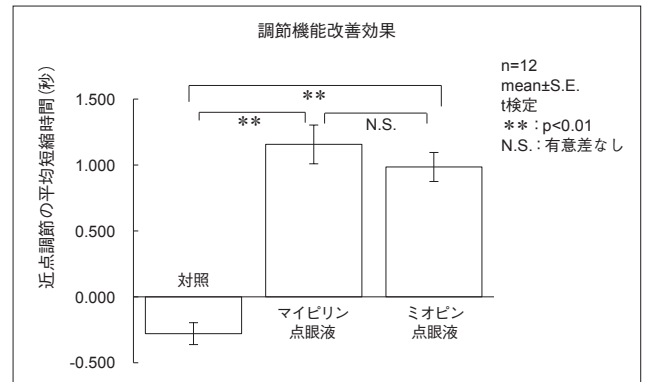 調節機能改善効果
n=12
mean±S.E.
t検定
＊＊：p<0.01
N.S.：有意差なし
近点調節の平均短縮時間（秒）
1.500
1.000
0.500
0.000
-0.500
＊＊
＊＊
N.S.
対照
マイピリン
点眼液
ミオピン
点眼液